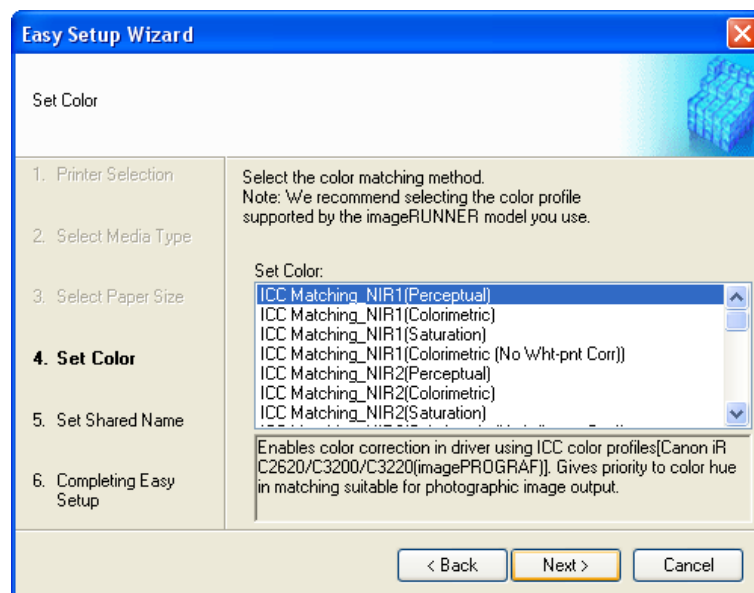 Easy Setup Wizard
Set Color
1. Printer Selection
2. Select Media Type
3. Select Paper Size
4. Set Color
5. Set Shared Name
6. Completing Easy
Setup
Select the color matching method.
Note: We recommend selecting the color profile
supported by the imageRUNNER model you use.
Set Color:
ICC Matching_NIR1(Perceptual)
ICC Matching_NIR1(Colorimetric)
ICC Matching_NIR1(Saturation)
ICC Matching_NIR1(Colorimetric (No Wht-pnt Corr))
ICC Matching_NIR2(Perceptual)
ICC Matching_NIR2(Colorimetric)
ICC Matching_NIR2(Saturation)
Enables color correction in driver using ICC color profiles[Canon iR
C2620/C3200/C3220(imagePROGRAF)]. Gives priority to color hue
in matching suitable for photographic image output.
< Back
Next >
Cancel